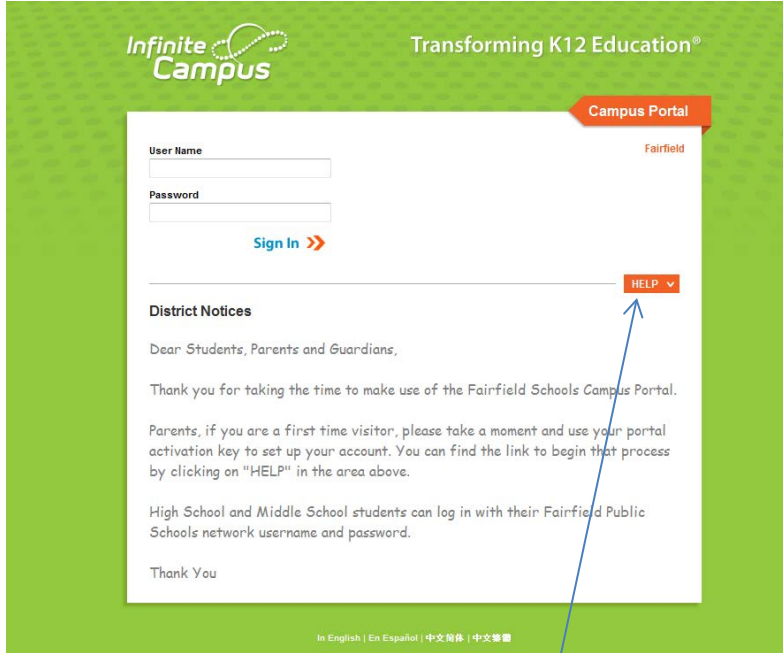 Infinite
Campus
Transforming K12 Education®
Campus Portal
Fairfield
User Name
Password
Sign In
HELP
District Notices
Dear Students, Parents and Guardians,
Thank you for taking the time to make use of the Fairfield Schools Campus Portal.
Parents, if you are a first time visitor, please take a moment and use your portal
activation key to set up your account. You can find the link to begin that process
by clicking on "HELP" in the area above.
High School and Middle School students can log in with their Fairfield Public
Schools network username and password.
Thank You
In English | En Español | 中文简体 | 中文繁體